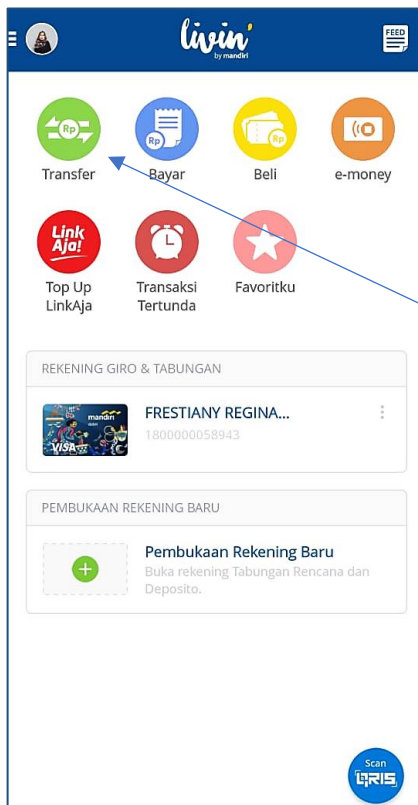 livin'
by mandiri
FEED
Rp
Rp
Rp
Transfer
Bayar
Beli
e-money
Link
Aja!
Top Up
LinkAja
Transaksi
Tertunda
Favoritku
REKENING GIRO & TABUNGAN
mandiri
debit
VISA
FRESTIANY REGINA...
1800000058943
PEMBUKAAN REKENING BARU
Pembukaan Rekening Baru
Buka rekening Tabungan Rencana dan
Deposito.
Scan
QRIS